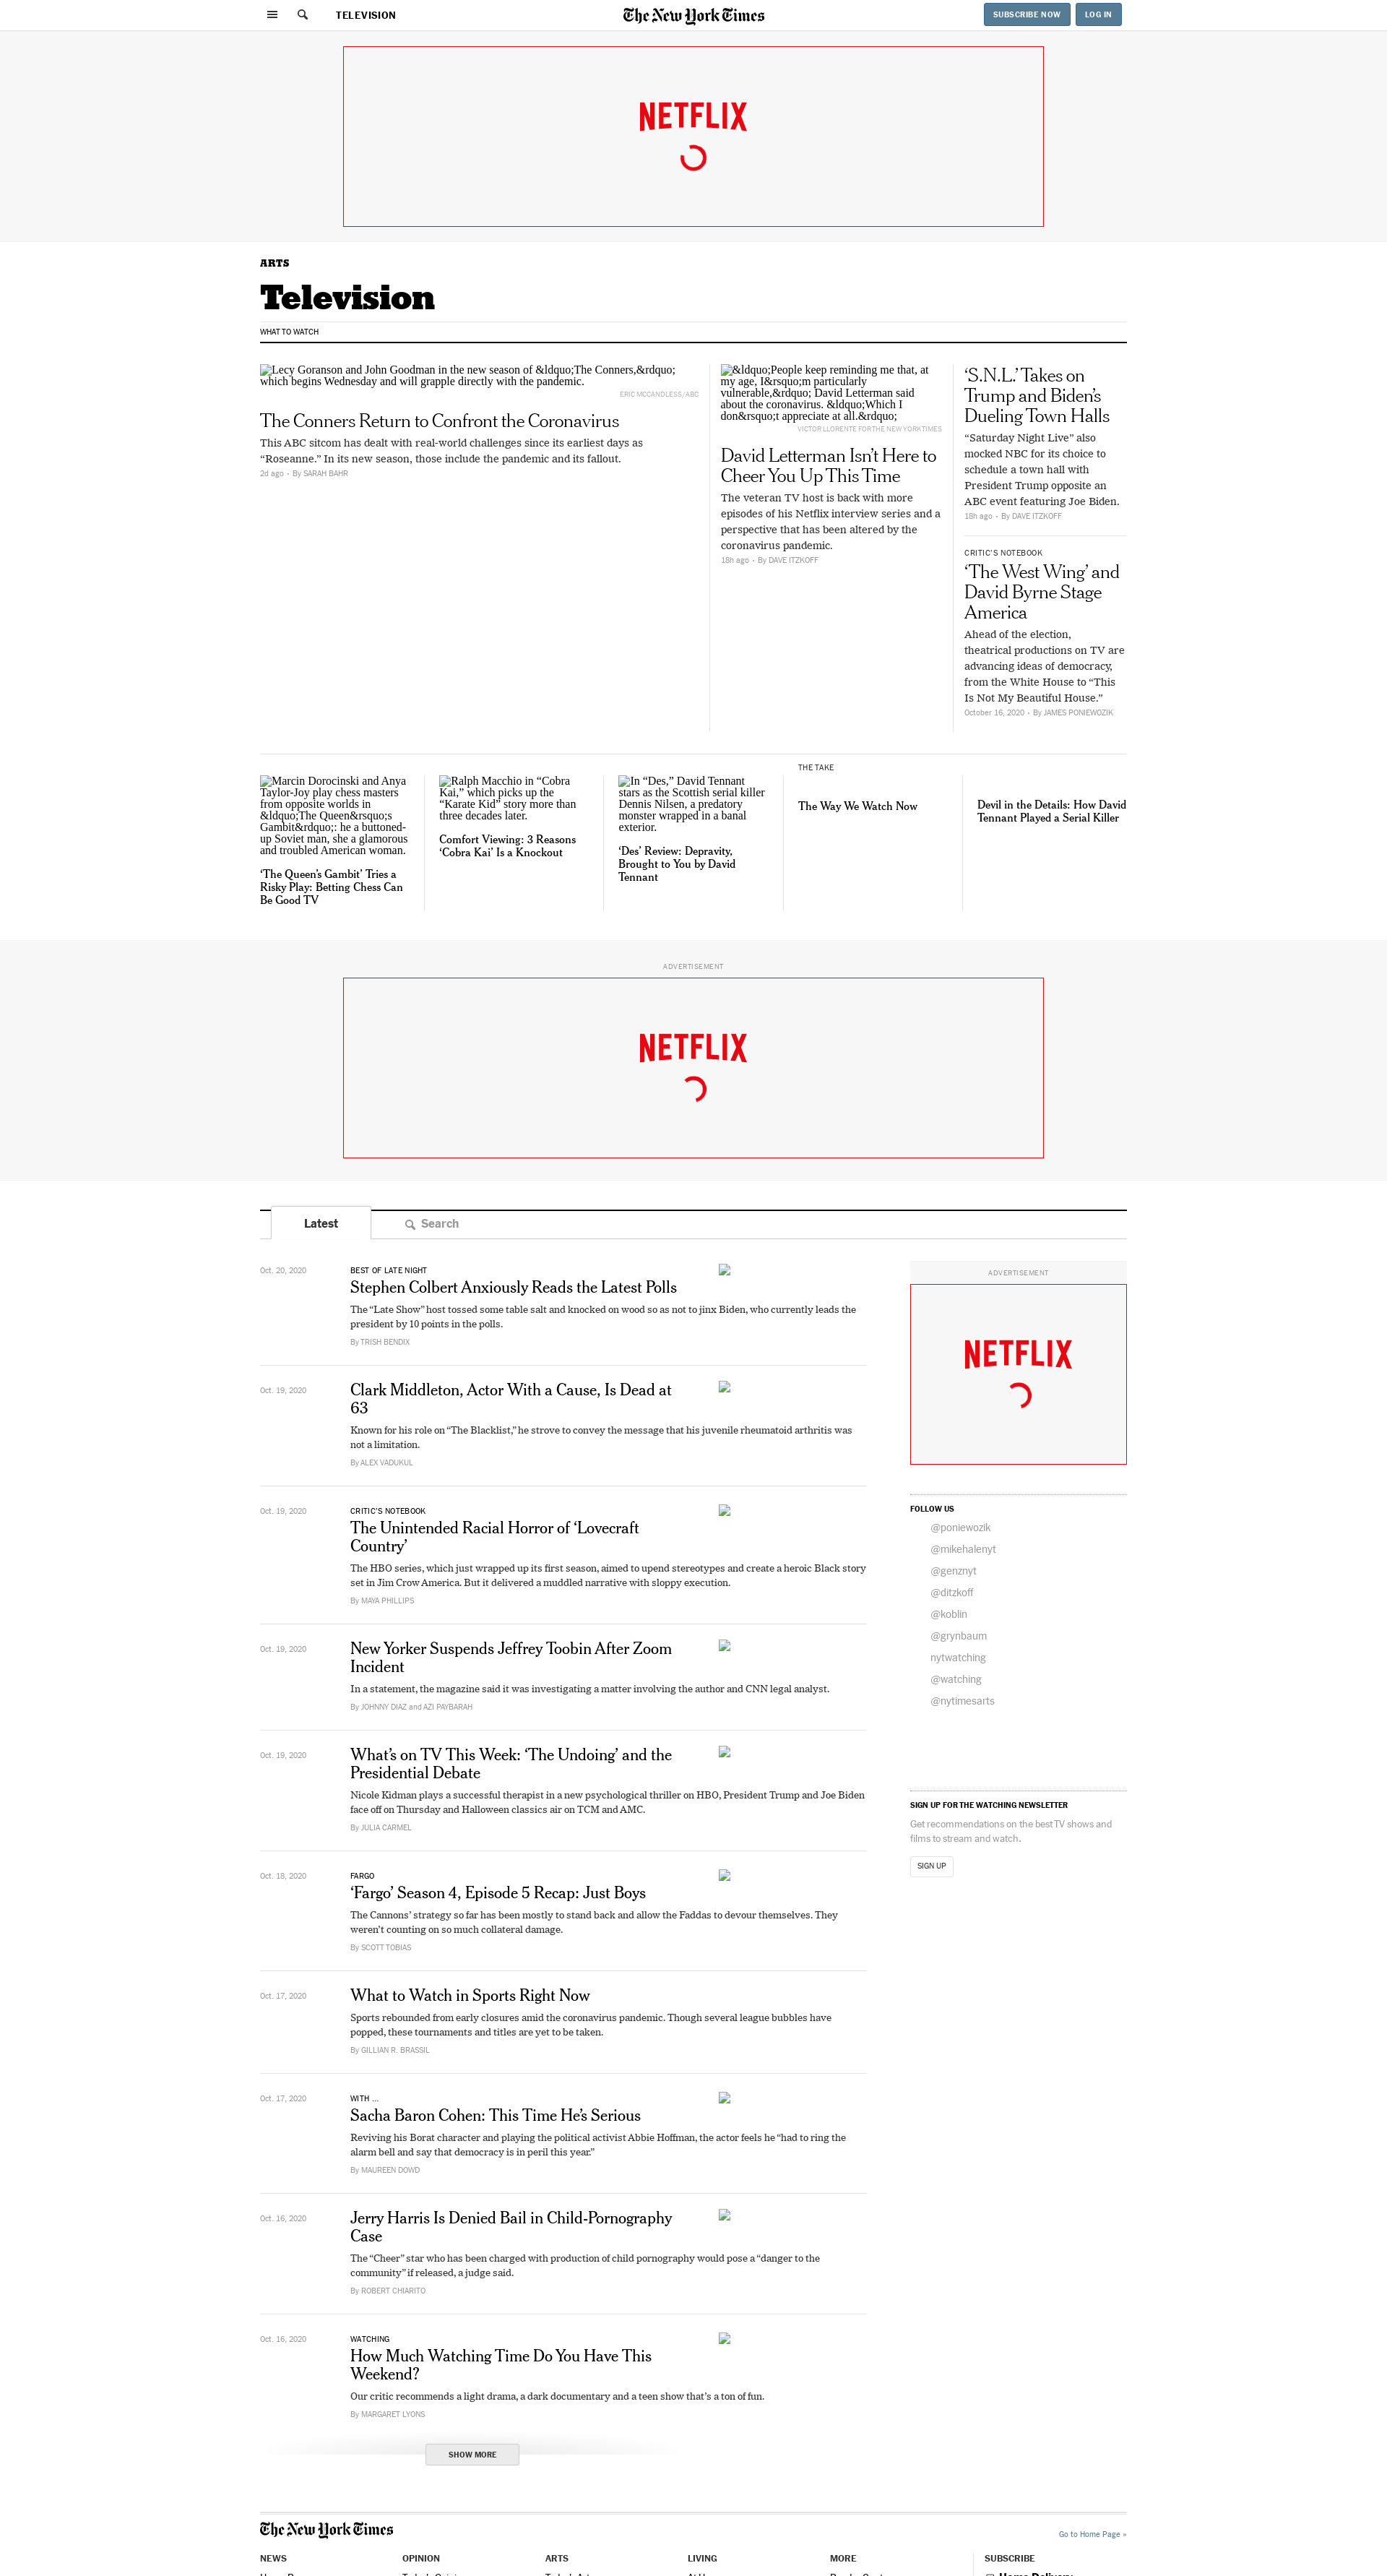 TELEVISION
The New York Times
SUBSCRIBE NOW
LOG IN
NETFLIX
ARTS
Television
WHAT TO WATCH
Lecy Goranson and John Goodman in the new season of &ldquo;The Conners,&rdquo;
which begins Wednesday and will grapple directly with the pandemic.
ERIC MCCANDLESS/ABC
The Conners Return to Confront the Coronavirus
This ABC sitcom has dealt with real-world challenges since its earliest days as
“Roseanne.” In its new season, those include the pandemic and its fallout.
2d ago • By SARAH BAHR
&ldquo;People keep reminding me that, at
my age, I&rsquo;m particularly
vulnerable,&rdquo; David Letterman said
about the coronavirus. &ldquo;Which I
don&rsquo;t appreciate at all.&rdquo;
VICTOR LLORENTE FOR THE NEW YORK TIMES
David Letterman Isn’t Here to
Cheer You Up This Time
The veteran TV host is back with more
episodes of his Netflix interview series and a
perspective that has been altered by the
coronavirus pandemic.
18h ago • By DAVE ITZKOFF
‘S.N.L.’ Takes on
Trump and Biden’s
Dueling Town Halls
“Saturday Night Live” also
mocked NBC for its choice to
schedule a town hall with
President Trump opposite an
ABC event featuring Joe Biden.
18h ago • By DAVE ITZKOFF
CRITIC’S NOTEBOOK
‘The West Wing’ and
David Byrne Stage
America
Ahead of the election,
theatrical productions on TV are
advancing ideas of democracy,
from the White House to “This
Is Not My Beautiful House.”
October 16, 2020 • By JAMES PONIEWOZIK
Marcin Dorocinski and Anya
Taylor-Joy play chess masters
from opposite worlds in
&ldquo;The Queen&rsquo;s
Gambit&rdquo;: he a buttoned-
up Soviet man, she a glamorous
and troubled American woman.
‘The Queen’s Gambit’ Tries a
Risky Play: Betting Chess Can
Be Good TV
Ralph Macchio in “Cobra
Kai,” which picks up the
“Karate Kid” story more than
three decades later.
Comfort Viewing: 3 Reasons
‘Cobra Kai’ Is a Knockout
In “Des,” David Tennant
stars as the Scottish serial killer
Dennis Nilsen, a predatory
monster wrapped in a banal
exterior.
‘Des’ Review: Depravity,
Brought to You by David
Tennant
THE TAKE
The Way We Watch Now
Devil in the Details: How David
Tennant Played a Serial Killer
ADVERTISEMENT
NETFLIX
Latest
Search
Oct. 20, 2020
BEST OF LATE NIGHT
Stephen Colbert Anxiously Reads the Latest Polls
The “Late Show” host tossed some table salt and knocked on wood so as not to jinx Biden, who currently leads the
president by 10 points in the polls.
By TRISH BENDIX
Oct. 19, 2020
Clark Middleton, Actor With a Cause, Is Dead at
63
Known for his role on “The Blacklist,” he strove to convey the message that his juvenile rheumatoid arthritis was
not a limitation.
By ALEX VADUKUL
Oct. 19, 2020
CRITIC’S NOTEBOOK
The Unintended Racial Horror of ‘Lovecraft
Country’
The HBO series, which just wrapped up its first season, aimed to upend stereotypes and create a heroic Black story
set in Jim Crow America. But it delivered a muddled narrative with sloppy execution.
By MAYA PHILLIPS
Oct. 19, 2020
New Yorker Suspends Jeffrey Toobin After Zoom
Incident
In a statement, the magazine said it was investigating a matter involving the author and CNN legal analyst.
By JOHNNY DIAZ and AZI PAYBARAH
Oct. 19, 2020
What’s on TV This Week: ‘The Undoing’ and the
Presidential Debate
Nicole Kidman plays a successful therapist in a new psychological thriller on HBO, President Trump and Joe Biden
face off on Thursday and Halloween classics air on TCM and AMC.
By JULIA CARMEL
Oct. 18, 2020
FARGO
‘Fargo’ Season 4, Episode 5 Recap: Just Boys
The Cannons’ strategy so far has been mostly to stand back and allow the Faddas to devour themselves. They
weren’t counting on so much collateral damage.
By SCOTT TOBIAS
Oct. 17, 2020
What to Watch in Sports Right Now
Sports rebounded from early closures amid the coronavirus pandemic. Though several league bubbles have
popped, these tournaments and titles are yet to be taken.
By GILLIAN R. BRASSIL
Oct. 17, 2020
WITH ...
Sacha Baron Cohen: This Time He’s Serious
Reviving his Borat character and playing the political activist Abbie Hoffman, the actor feels he “had to ring the
alarm bell and say that democracy is in peril this year.”
By MAUREEN DOWD
Oct. 16, 2020
Jerry Harris Is Denied Bail in Child-Pornography
Case
The “Cheer” star who has been charged with production of child pornography would pose a “danger to the
community” if released, a judge said.
By ROBERT CHIARITO
Oct. 16, 2020
WATCHING
How Much Watching Time Do You Have This
Weekend?
Our critic recommends a light drama, a dark documentary and a teen show that’s a ton of fun.
By MARGARET LYONS
SHOW MORE
ADVERTISEMENT
NETFLIX
FOLLOW US
@poniewozik
@mikehalenyt
@genznyt
@ditzkoff
@koblin
@grynbaum
nytwatching
@watching
@nytimesarts
SIGN UP FOR THE WATCHING NEWSLETTER
Get recommendations on the best TV shows and
films to stream and watch.
SIGN UP
The New York Times
Go to Home Page »
NEWS
OPINION
ARTS
LIVING
MORE
SUBSCRIBE